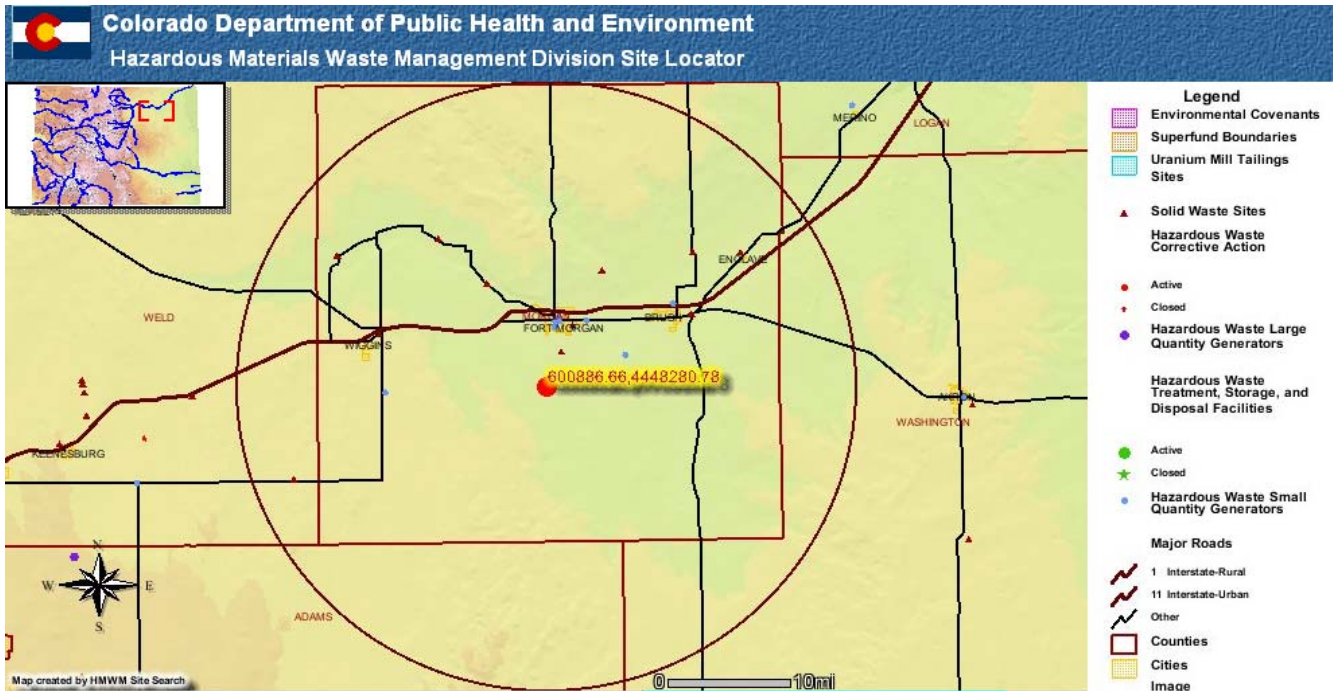 Colorado Department of Public Health and Environment
Hazardous Materials Waste Management Division Site Locator
MERINO
LOGAN
ENCLAVE
WELD
FORT MORGAN
BRUSH
WIGGINS
600886.66,4448280.78
AKRON
WASHINGTON
KEENESBURG
N
W E
S
ADAMS
Map created by HMWM Site Search
0 10mi
Legend
Environmental Covenants
Superfund Boundaries
Uranium Mill Tailings
Sites
Solid Waste Sites
Hazardous Waste
Corrective Action
Active
Closed
Hazardous Waste Large
Quantity Generators
Hazardous Waste
Treatment, Storage, and
Disposal Facilities
Active
Closed
Hazardous Waste Small
Quantity Generators
Major Roads
1 Interstate-Rural
11 Interstate-Urban
Other
Counties
Cities
Image